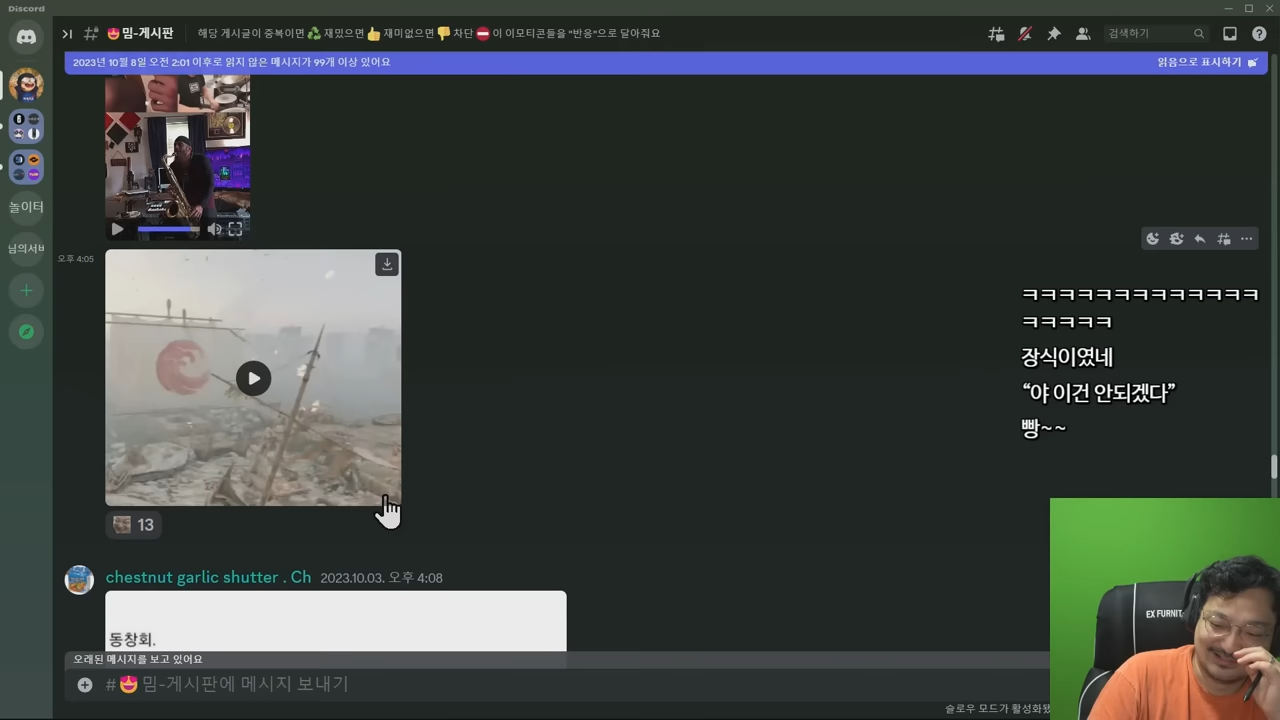 Discord
밈-게시판
해당 게시글이 중복이면 ♻️ 재밌으면 👍 재미없으면 👎 차단 ⛔ 이 이모티콘들을 "반응"으로 달아줘요
검색하기
2023년 10월 8일 오전 2:01 이후로 읽지 않은 메시지가 99개 이상 있어요
읽음으로 표시하기
놀이터
님의서버
오후 4:05
ㅋㅋㅋㅋㅋㅋㅋㅋㅋㅋㅋㅋㅋ
ㅋㅋㅋㅋㅋ
장식이였네
“야 이건 안되겠다”
빵~~
13
chestnut garlic shutter . Ch 2023.10.03. 오후 4:08
동창회.
오래된 메시지를 보고 있어요
#😍밈-게시판에 메시지 보내기
슬로우 모드가 활성화됐
EX FURNIT